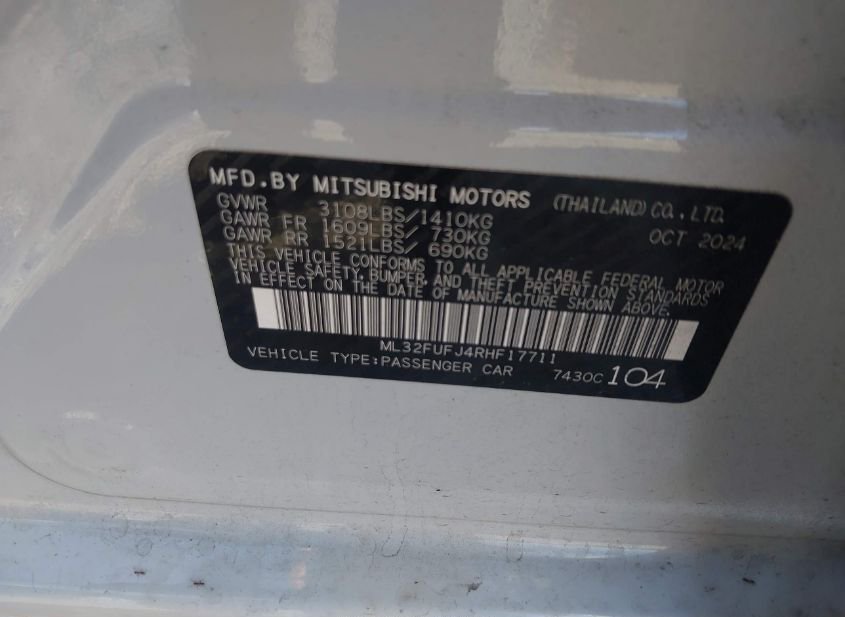 MFD.BY MITSUBISHI MOTORS (THAILAND) CO.,LTD.
GVWR 3108LBS/1410KG OCT 2024
GAWR FR 1609LBS/ 730KG
GAWR RR 1521LBS/ 690KG
THIS VEHICLE CONFORMS TO ALL APPLICABLE FEDERAL MOTOR
VEHICLE SAFETY, BUMPER, AND THEFT PREVENTION STANDARDS
IN EFFECT ON THE DATE OF MANUFACTURE SHOWN ABOVE.
ML32FUFJ4RHF17711
VEHICLE TYPE:PASSENGER CAR 7430C 104